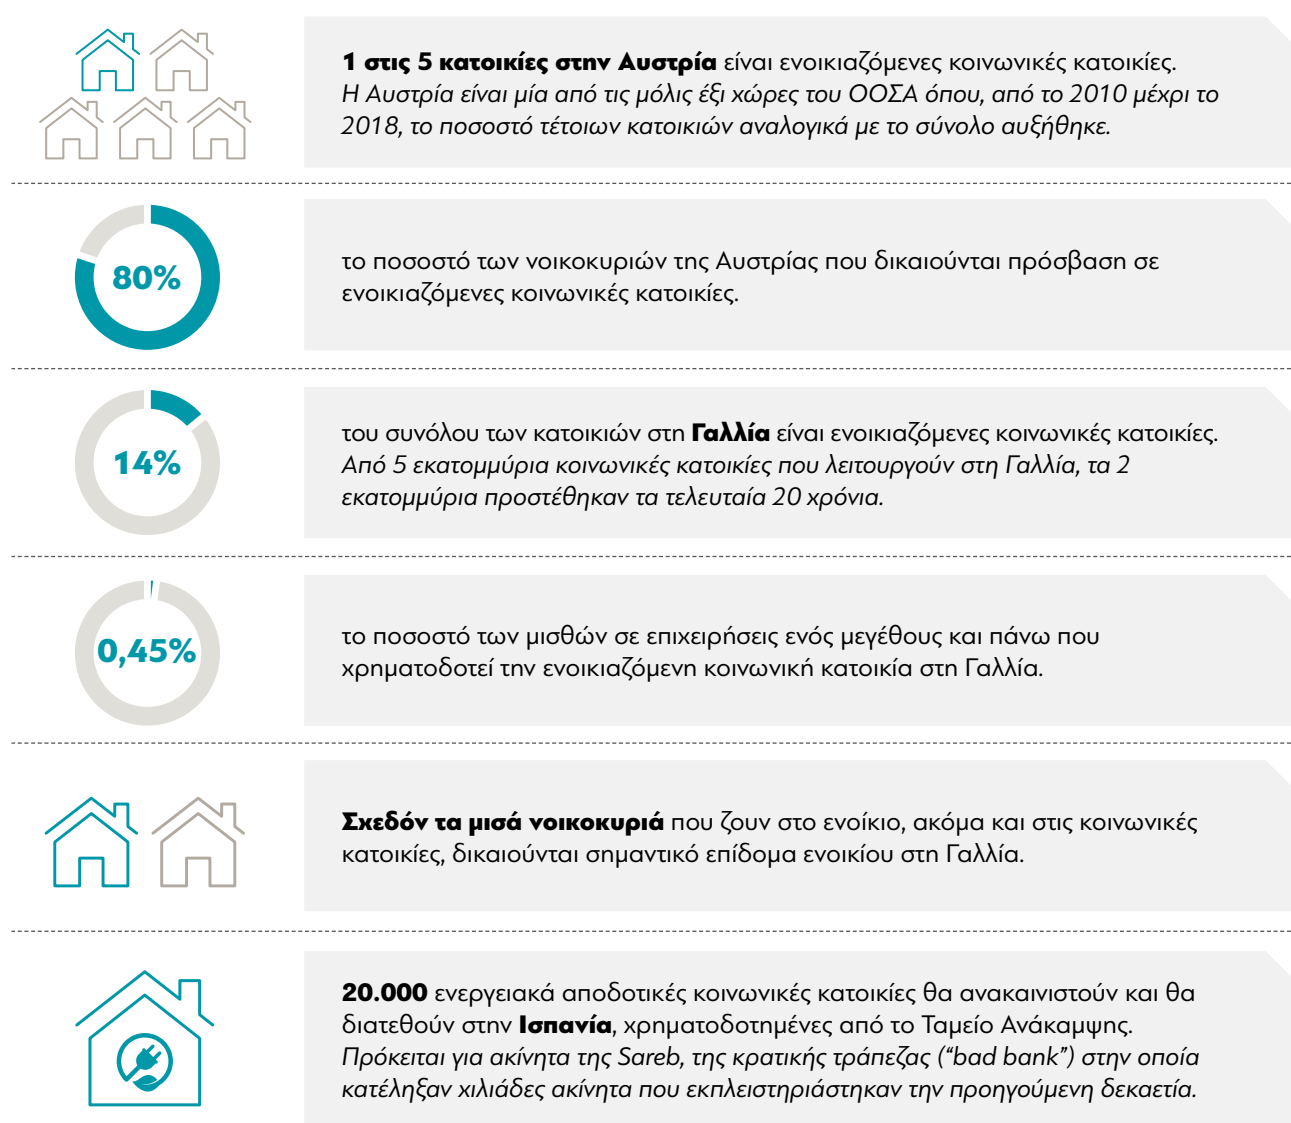 1 στις 5 κατοικίες στην Αυστρία είναι ενοικιαζόμενες κοινωνικές κατοικίες.
Η Αυστρία είναι μία από τις μόλις έξι χώρες του ΟΟΣΑ όπου, από το 2010 μέχρι το
2018, το ποσοστό τέτοιων κατοικιών αναλογικά με το σύνολο αυξήθηκε.
80%
το ποσοστό των νοικοκυριών της Αυστρίας που δικαιούνται πρόσβαση σε
ενοικιαζόμενες κοινωνικές κατοικίες.
14%
του συνόλου των κατοικιών στη Γαλλία είναι ενοικιαζόμενες κοινωνικές κατοικίες.
Από 5 εκατομμύρια κοινωνικές κατοικίες που λειτουργούν στη Γαλλία, τα 2
εκατομμύρια προστέθηκαν τα τελευταία 20 χρόνια.
0,45%
το ποσοστό των μισθών σε επιχειρήσεις ενός μεγέθους και πάνω που
χρηματοδοτεί την ενοικιαζόμενη κοινωνική κατοικία στη Γαλλία.
Σχεδόν τα μισά νοικοκυριά που ζουν στο ενοίκιο, ακόμα και στις κοινωνικές
κατοικίες, δικαιούνται σημαντικό επίδομα ενοικίου στη Γαλλία.
20.000 ενεργειακά αποδοτικές κοινωνικές κατοικίες θα ανακαινιστούν και θα
διατεθούν στην Ισπανία, χρηματοδοτημένες από το Ταμείο Ανάκαμψης.
Πρόκειται για ακίνητα της Sareb, της κρατικής τράπεζας (“bad bank”) στην οποία
κατέληξαν χιλιάδες ακίνητα που εκπλειστηριάστηκαν την προηγούμενη δεκαετία.